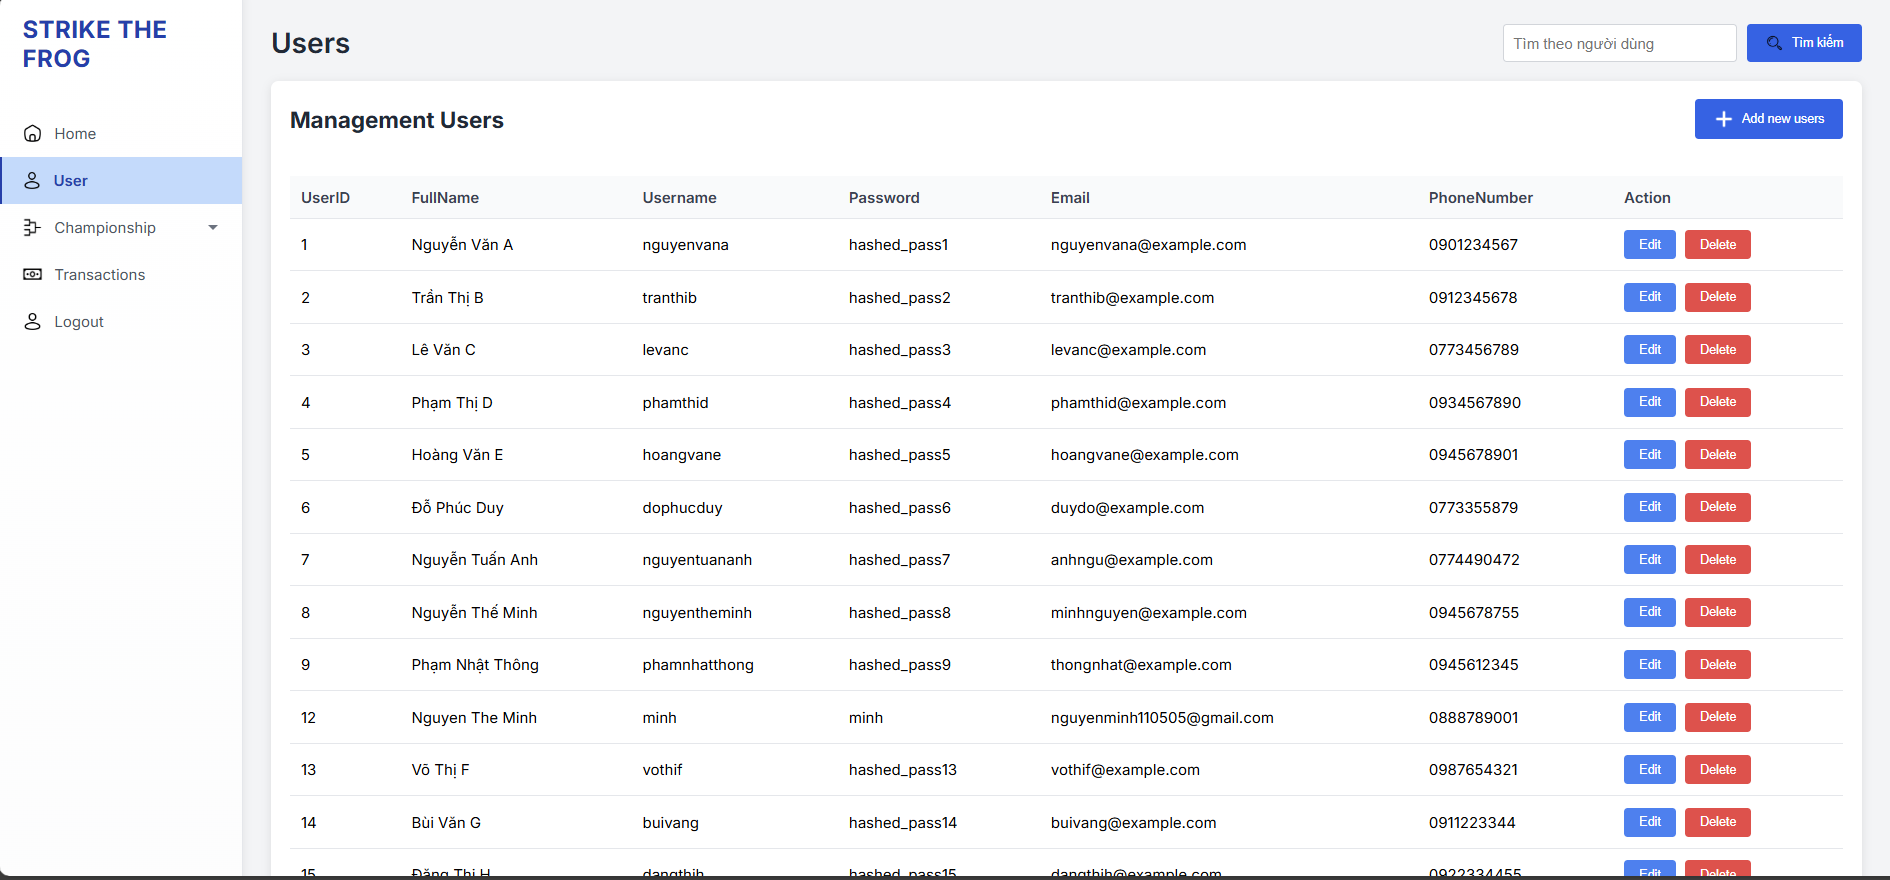 STRIKE THE
FROG
Home
User
Championship
Transactions
Logout
Users
Tìm theo người dùng
Tìm kiếm
Management Users
Add new users
UserID FullName Username Password Email PhoneNumber Action
1 Nguyễn Văn A nguyenvana hashed_pass1 nguyenvana@example.com 0901234567 Edit Delete
2 Trần Thị B tranthib hashed_pass2 tranthib@example.com 0912345678 Edit Delete
3 Lê Văn C levanc hashed_pass3 levanc@example.com 0773456789 Edit Delete
4 Phạm Thị D phamthid hashed_pass4 phamthid@example.com 0934567890 Edit Delete
5 Hoàng Văn E hoangvane hashed_pass5 hoangvane@example.com 0945678901 Edit Delete
6 Đỗ Phúc Duy dophucduy hashed_pass6 duydo@example.com 0773355879 Edit Delete
7 Nguyễn Tuấn Anh nguyentuananh hashed_pass7 anhngu@example.com 0774490472 Edit Delete
8 Nguyễn Thế Minh nguyentheminh hashed_pass8 minhnguyen@example.com 0945678755 Edit Delete
9 Phạm Nhật Thông phamnhatthong hashed_pass9 thongnhat@example.com 0945612345 Edit Delete
12 Nguyen The Minh minh minh nguyenminh110505@gmail.com 0888789001 Edit Delete
13 Võ Thị F vothif hashed_pass13 vothif@example.com 0987654321 Edit Delete
14 Bùi Văn G buivang hashed_pass14 buivang@example.com 0911223344 Edit Delete
15 Đặng Thị H dangthih hashed_pass15 dangthih@example.com 0922334455 Edit Delete